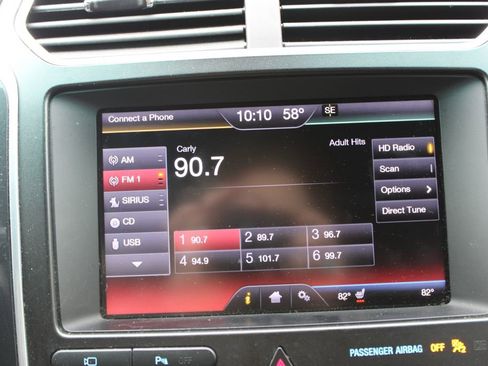 Connect a Phone 10:10 58° SE
Adult Hits
Carly
90.7
AM
FM 1
SIRIUS
CD
USB
HD Radio
Scan
Options
Direct Tune
1 90.7 2 89.7 3 96.7
4 94.9 5 101.7 6 99.7
i 82° 82°
P OFF
PASSENGER AIRBAG OFF 2